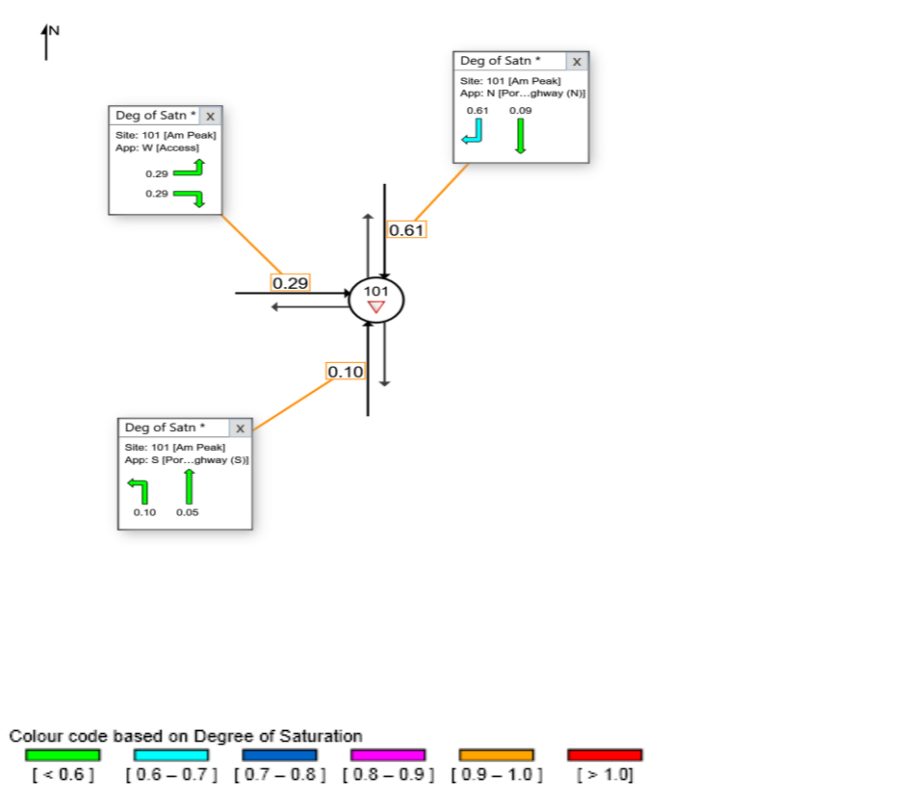 N
Deg of Satn *
x
Site: 101 [Am Peak]
App: N [Por...ghway (N)]
0.61 0.09
Deg of Satn *
x
Site: 101 [Am Peak]
App: W [Access]
0.29
0.29
0.61
0.29
101
0.10
Deg of Satn *
x
Site: 101 [Am Peak]
App: S [Por...ghway (S)]
0.10 0.05
Colour code based on Degree of Saturation
[ < 0.6 ] [ 0.6 – 0.7 ] [ 0.7 – 0.8 ] [ 0.8 – 0.9 ] [ 0.9 – 1.0 ] [ > 1.0]